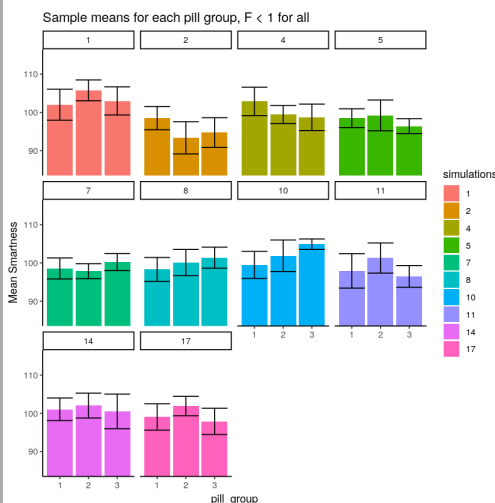 Sample means for each pill group, F < 1 for all
1 2 4 5
110
100
90
simulations
1
2
4
5
7
8
10
11
14
17
7 8 10 11
110
100
90
Mean Smartness
1 2 3 1 2 3
14 17
110
100
90
1 2 3 1 2 3
pill_group